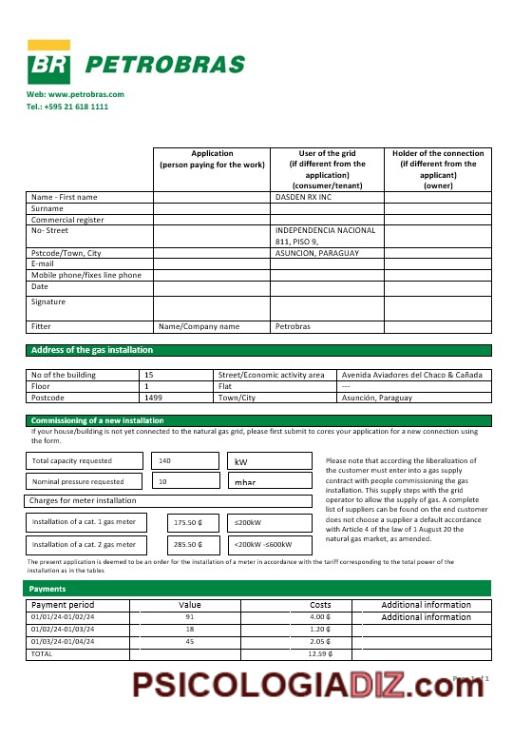 BR PETROBRAS
Web: www.petrobras.com
Tel.: +595 21 618 1111
Application
(person paying for the work)
User of the grid
(if different from the
application)
(consumer/tenant)
Holder of the connection
(if different from the
applicant)
(owner)
Name - First name DASDEN RX INC
Surname
Commercial register
No- Street INDEPENDENCIA NACIONAL
811, PISO 9,
Pstcode/Town, City ASUNCION, PARAGUAY
E-mail
Mobile phone/fixes line phone
Date
Signature
Fitter Name/Company name Petrobras
Address of the gas installation
No of the building 15 Street/Economic activity area Avenida Aviadores del Chaco & Cañada
Floor 1 Flat ---
Postcode 1499 Town/City Asunción, Paraguay
Commissioning of a new installation
If your house/building is not yet connected to the natural gas grid, please first submit to cores your application for a new connection using
the form.
Total capacity requested 140 kW
Nominal pressure requested 10 mbar
Charges for meter installation
Installation of a cat. 1 gas meter 175.50 ₲ ≤200kW
Installation of a cat. 2 gas meter 285.50 ₲ <200kW -≤600kW
Please note that according the liberalization of
the customer must enter into a gas supply
contract with people commissioning the gas
installation. This supply steps with the grid
operator to allow the supply of gas. A complete
list of suppliers can be found on the end customer
does not choose a supplier a default accordance
with Article 4 of the law of 1 August 20 the
natural gas market, as amended.
The present application is deemed to be an order for the installation of a meter in accordance with the tariff corresponding to the total power of the
installation as in the tables
Payments
Payment period Value Costs Additional information
01/01/24-01/02/24 91 4.00 ₲ Additional information
01/02/24-01/03/24 18 1.20 ₲
01/03/24-01/04/24 45 2.05 ₲
TOTAL 12.59 ₲
PSICOLOGIADIZ.com